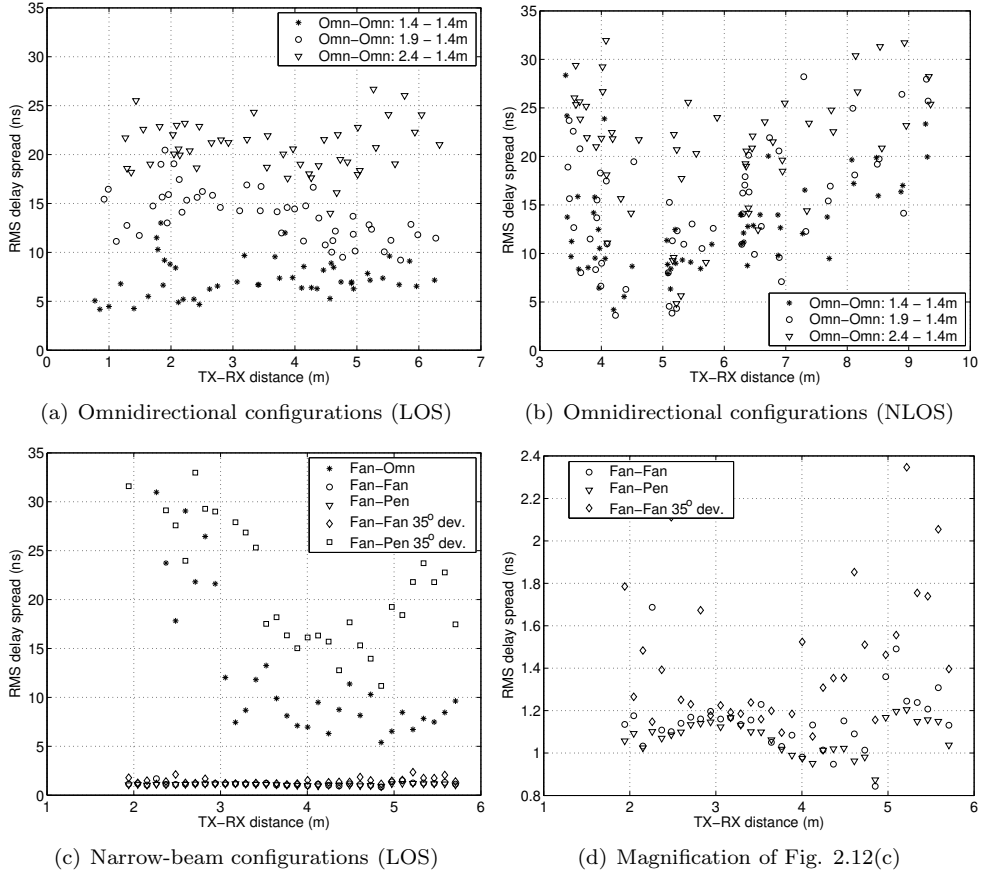 35
30
25
20
15
10
5
0
RMS delay spread (ns)
Omn−Omn: 1.4 − 1.4m
Omn−Omn: 1.9 − 1.4m
Omn−Omn: 2.4 − 1.4m
0 1 2 3 4 5 6 7
TX−RX distance (m)
(a) Omnidirectional configurations (LOS)
35
30
25
20
15
10
5
0
RMS delay spread (ns)
Omn−Omn: 1.4 − 1.4m
Omn−Omn: 1.9 − 1.4m
Omn−Omn: 2.4 − 1.4m
3 4 5 6 7 8 9 10
TX−RX distance (m)
(b) Omnidirectional configurations (NLOS)
35
30
25
20
15
10
5
0
RMS delay spread (ns)
Fan−Omn
Fan−Fan
Fan−Pen
Fan−Fan 35° dev.
Fan−Pen 35° dev.
1 2 3 4 5 6
TX−RX distance (m)
(c) Narrow-beam configurations (LOS)
2.4
2.2
2
1.8
1.6
1.4
1.2
1
0.8
RMS delay spread (ns)
Fan−Fan
Fan−Pen
Fan−Fan 35° dev.
1 2 3 4 5 6
TX−RX distance (m)
(d) Magnification of Fig. 2.12(c)